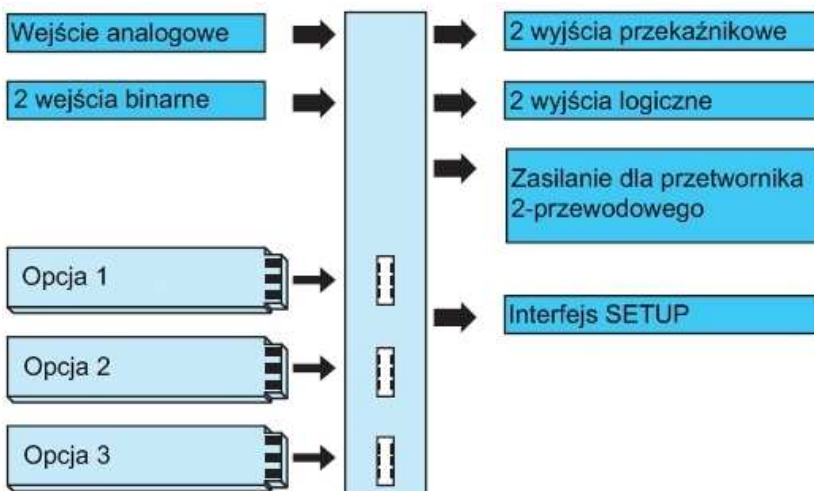 Wejście analogowe
2 wejścia binarne
Opcja 1
Opcja 2
Opcja 3
2 wyjścia przekaźnikowe
2 wyjścia logiczne
Zasilanie dla przetwornika
2-przewodowego
Interfejs SETUP